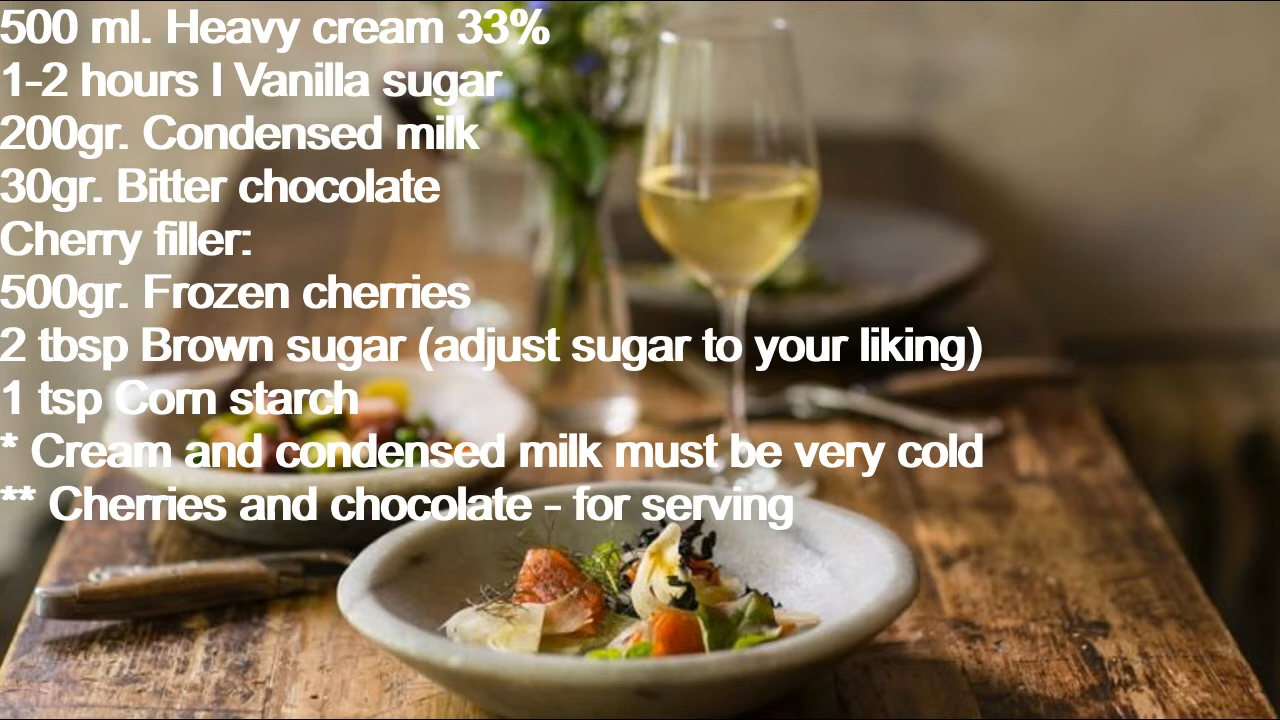 500 ml. Heavy cream 33%
1-2 hours l Vanilla sugar
200gr. Condensed milk
30gr. Bitter chocolate
Cherry filler:
500gr. Frozen cherries
2 tbsp Brown sugar (adjust sugar to your liking)
1 tsp Corn starch
* Cream and condensed milk must be very cold
** Cherries and chocolate - for serving